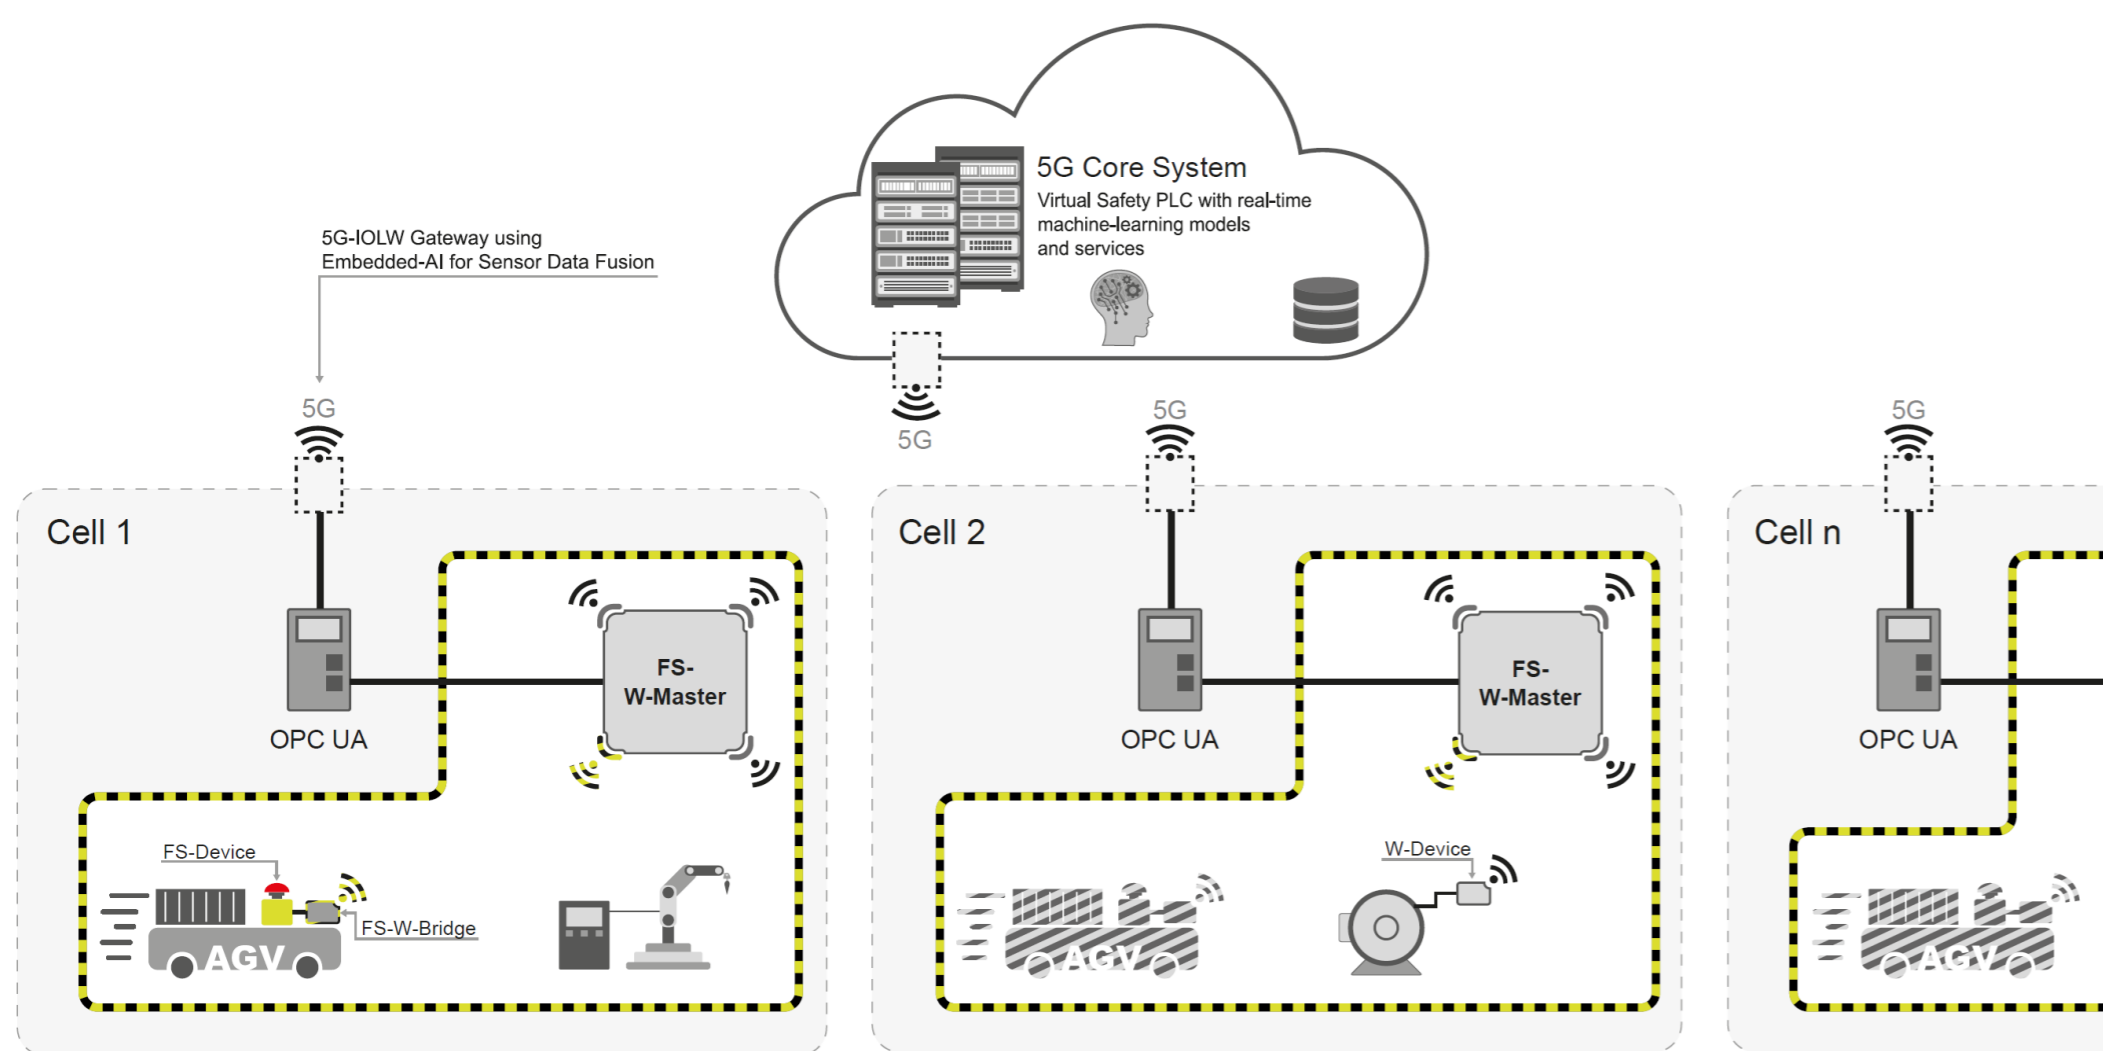 5G Core System
Virtual Safety PLC with real-time
machine-learning models
and services
5G-IOLW Gateway using
Embedded-AI for Sensor Data Fusion
5G
5G
5G
5G
Cell 1
FS-
W-Master
OPC UA
FS-Device
FS-W-Bridge
AGV
Cell 2
FS-
W-Master
OPC UA
W-Device
AGV
Cell n
OPC UA
AGV